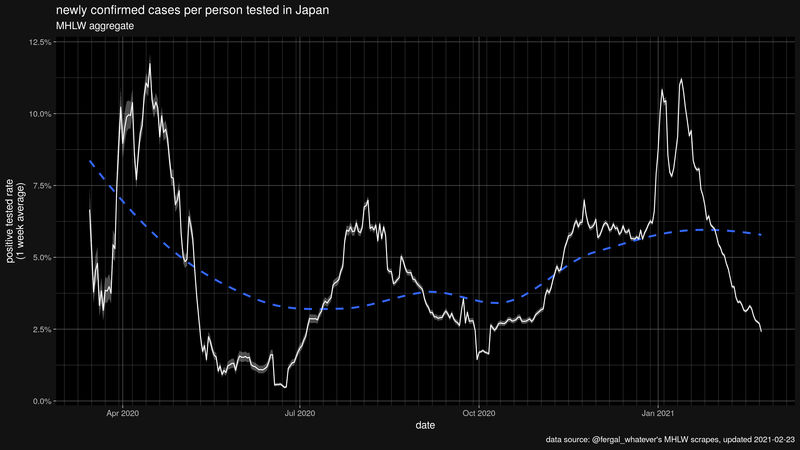 newly confirmed cases per person tested in Japan
MHLW aggregate
12.5%
10.0%
7.5%
5.0%
2.5%
0.0%
positive tested rate
(1 week average)
Apr 2020
Jul 2020
Oct 2020
Jan 2021
date
data source: @fergal_whatever's MHLW scrapes, updated 2021-02-23